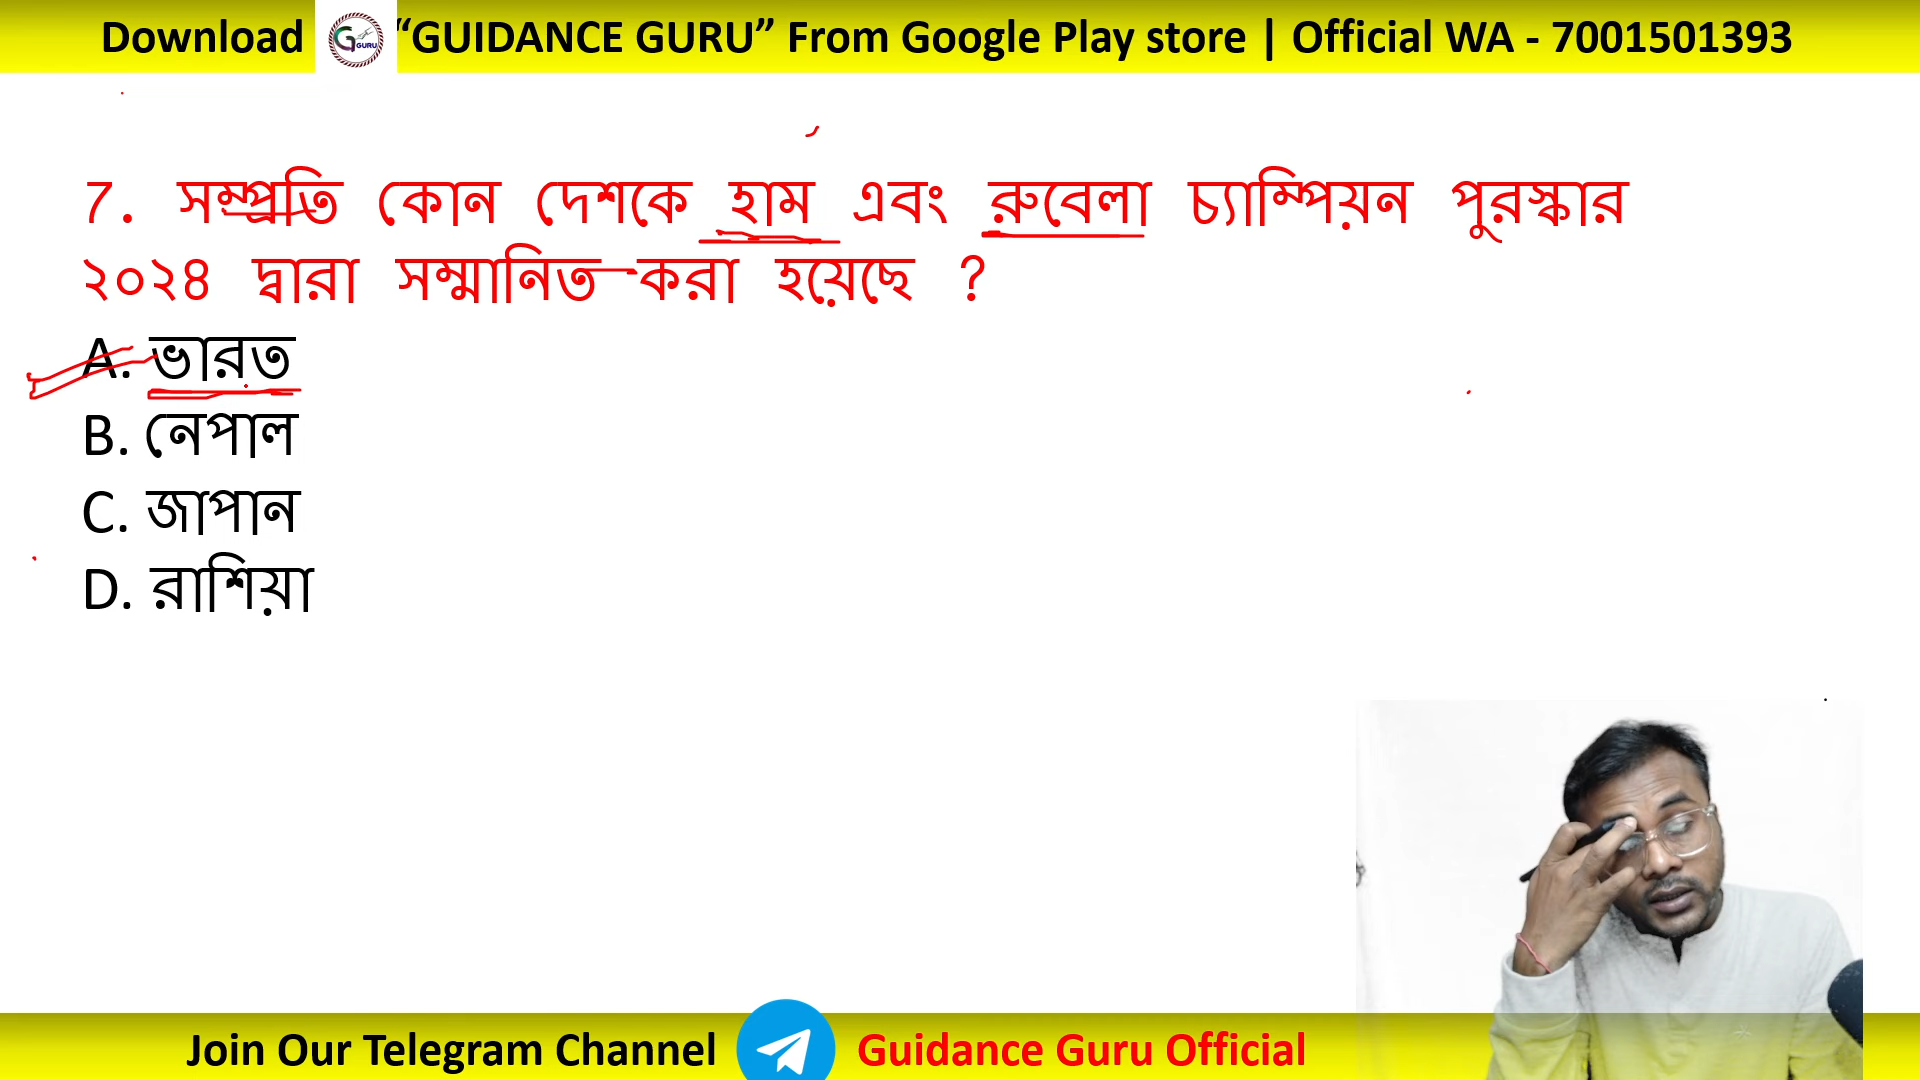 Download GURU “GUIDANCE GURU” From Google Play store | Official WA - 7001501393
7. সম্প্রতি কোন দেশকে হাম এবং রুবেলা চ্যাম্পিয়ন পুরস্কার
২০২৪ দ্বারা সম্মানিত করা হয়েছে ?
A. ভারত
B. নেপাল
C. জাপান
D. রাশিয়া
Join Our Telegram Channel Guidance Guru Official